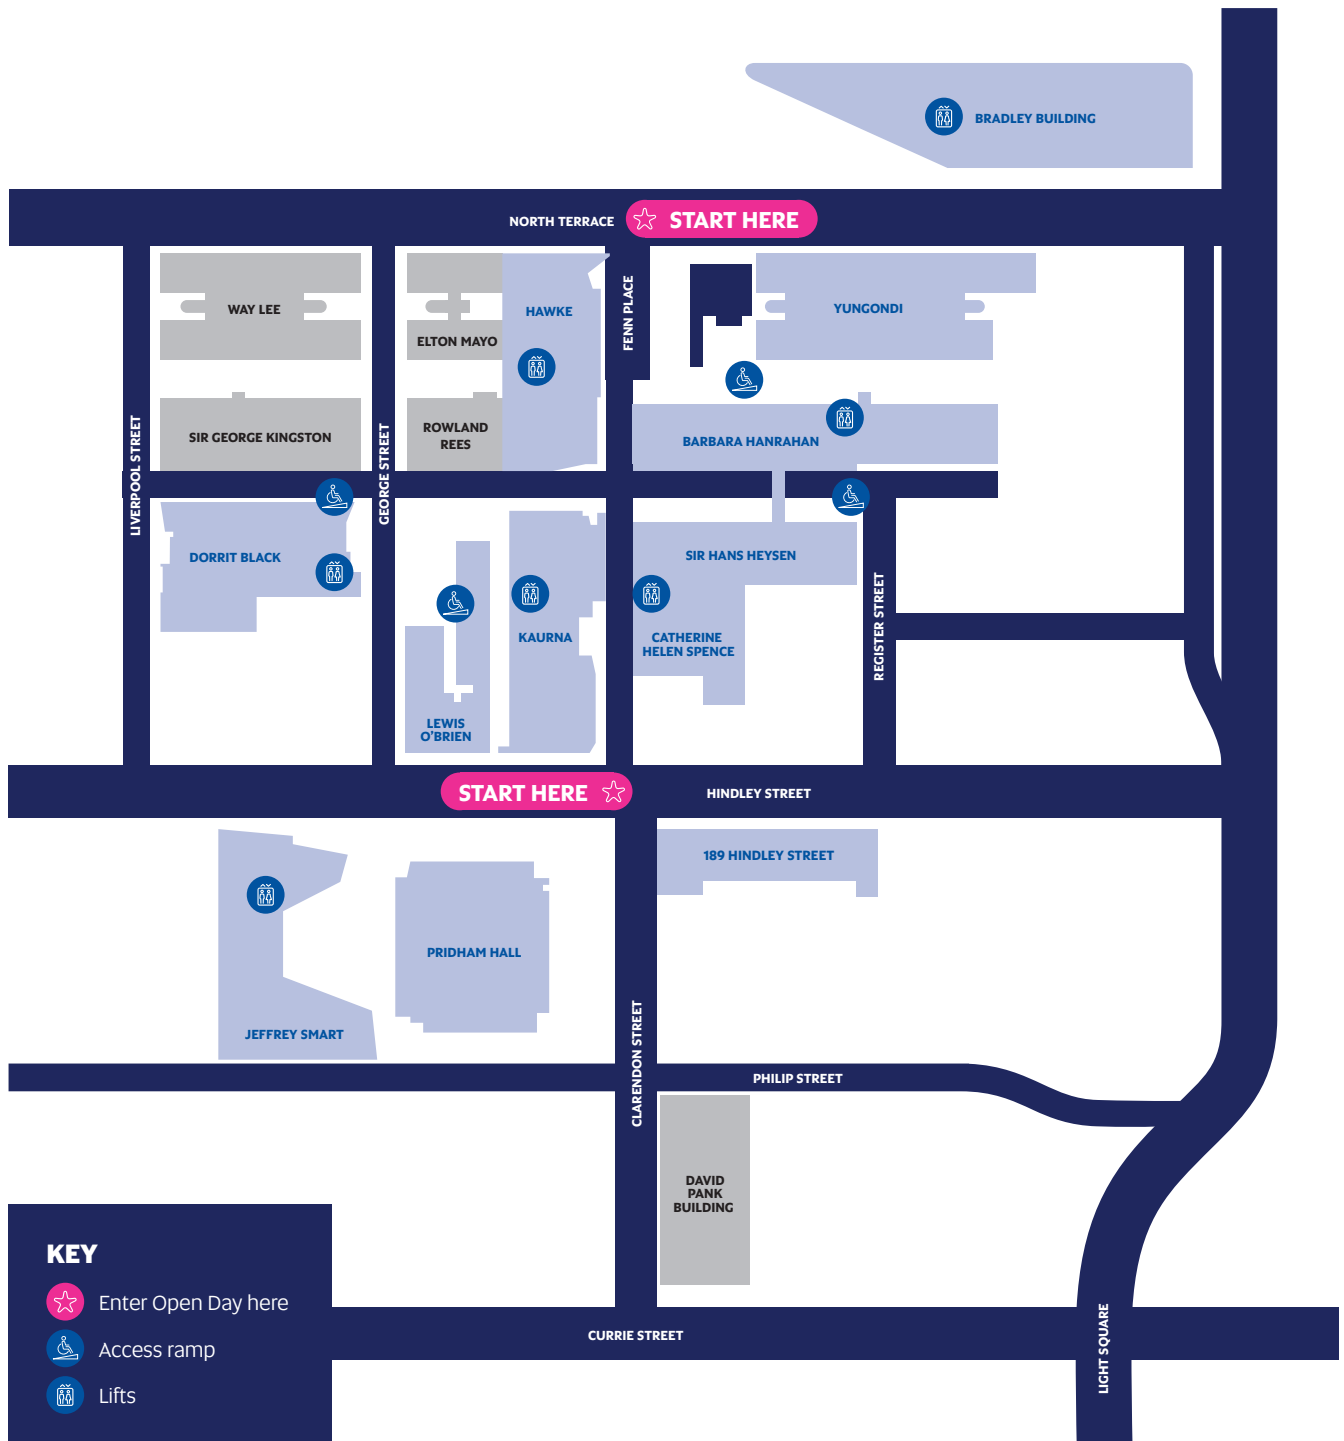 BRADLEY BUILDING
NORTH TERRACE
START HERE
WAY LEE
HAWKE
FENN PLACE
YUNGONDI
ELTON MAYO
SIR GEORGE KINGSTON
ROWLAND
REES
BARBARA HANRAHAN
LIVERPOOL STREET
GEORGE STREET
DORRIT BLACK
SIR HANS HEYSEN
KAURNA
CATHERINE
HELEN SPENCE
REGISTER STREET
LEWIS
O'BRIEN
START HERE
HINDLEY STREET
189 HINDLEY STREET
PRIDHAM HALL
JEFFREY SMART
CLARENDON STREET
PHILIP STREET
DAVID
PANK
BUILDING
KEY
Enter Open Day here
Access ramp
Lifts
CURRIE STREET
LIGHT SQUARE